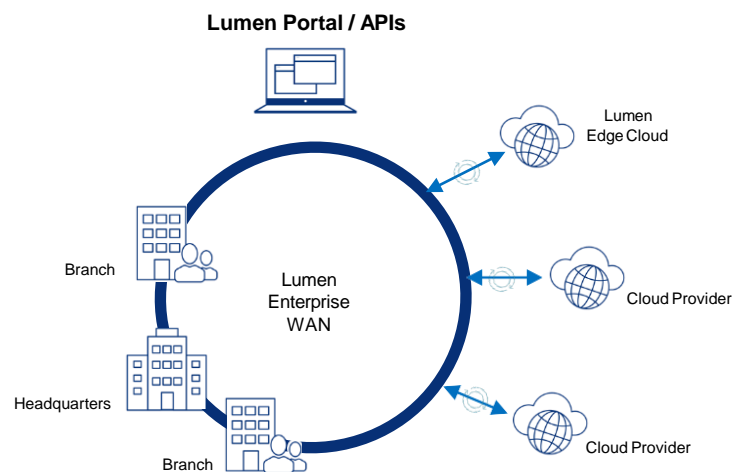 Lumen Portal / APIs
Lumen
Edge Cloud
Branch
Lumen
Enterprise
WAN
Cloud Provider
Headquarters
Branch
Cloud Provider